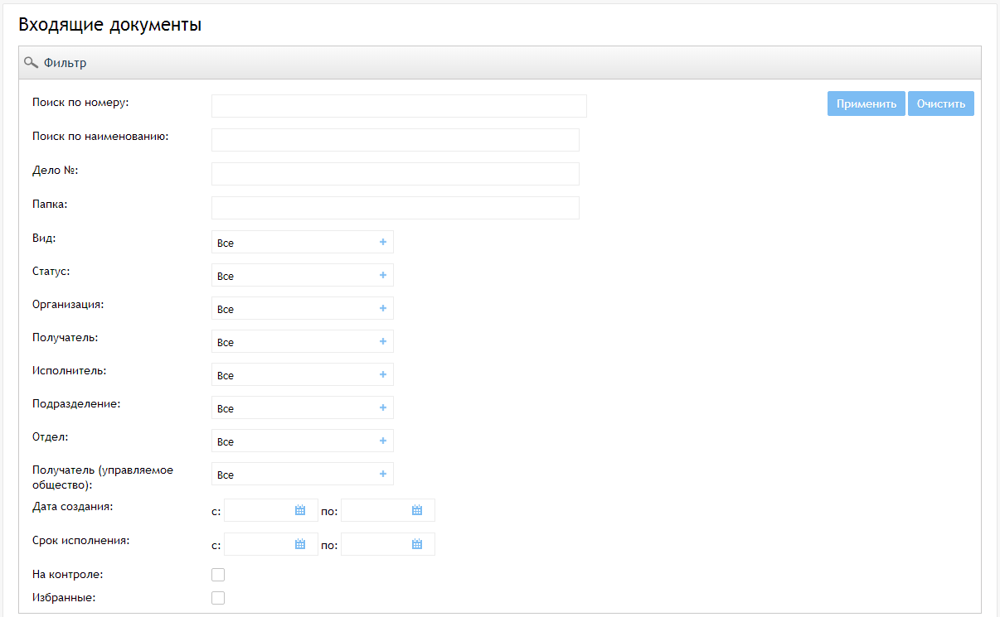 Входящие документы
Фильтр
Поиск по номеру:
Применить Очистить
Поиск по наименованию:
Дело №:
Папка:
Вид: Все
Статус: Все
Организация: Все
Получатель: Все
Исполнитель: Все
Подразделение: Все
Отдел: Все
Получатель (управляемое
общество): Все
Дата создания: с: по:
Срок исполнения: с: по:
На контроле:
Избранные: